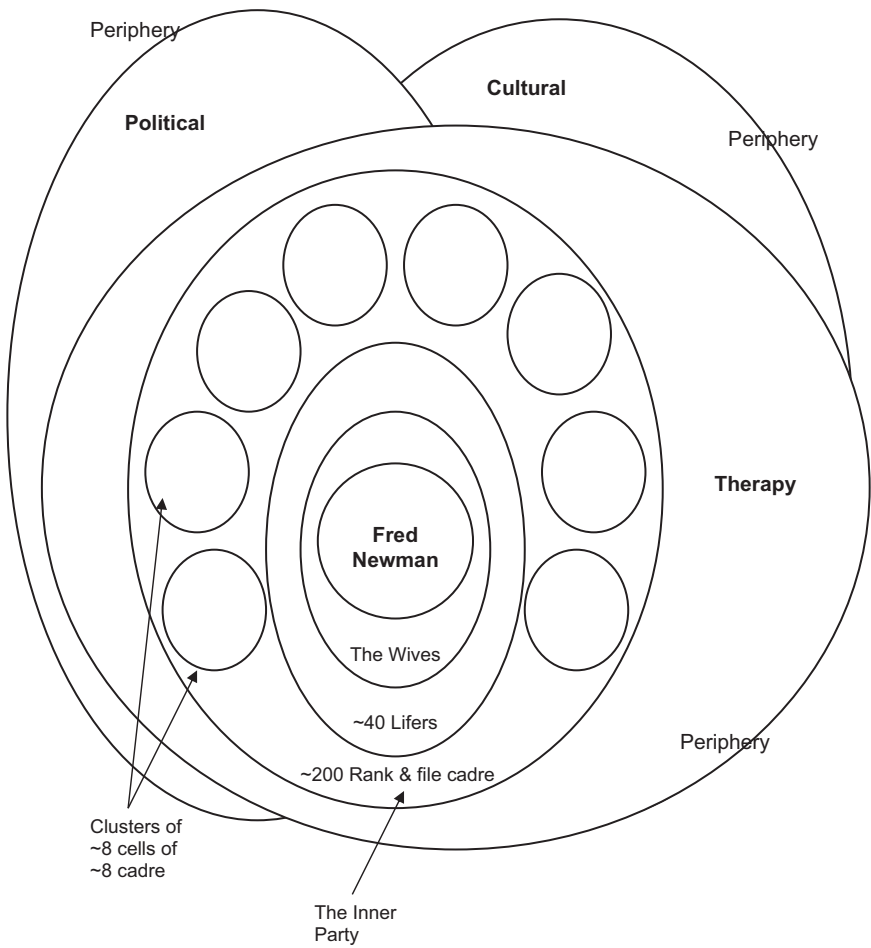 Periphery
Cultural
Political
Periphery
Therapy
Fred
Newman
The Wives
~40 Lifers
Periphery
~200 Rank & file cadre
Clusters of
~8 cells of
~8 cadre
The Inner
Party